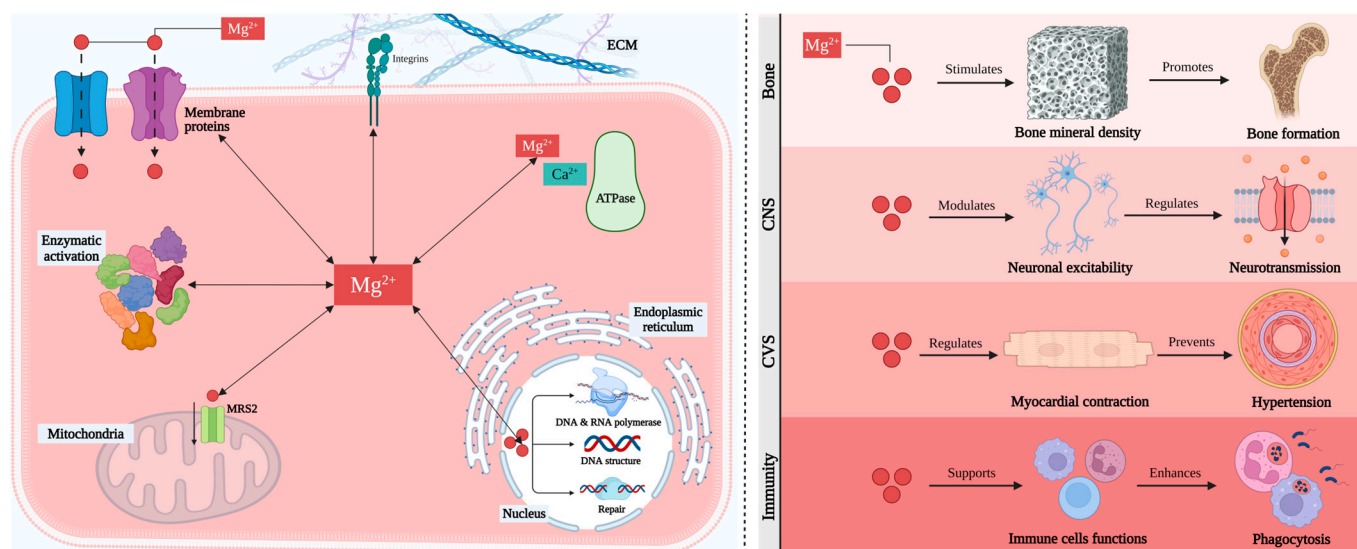 Mg²⁺
ECM
Integrins
Membrane
proteins
Mg²⁺
Ca²⁺
ATPase
Enzymatic
activation
Mg²⁺
Endoplasmic
reticulum
MRS2
Mitochondria
DNA & RNA polymerase
DNA structure
Repair
Nucleus
Bone
Mg²⁺
Stimulates
Promotes
Bone mineral density
Bone formation
CNS
Modulates
Regulates
Neuronal excitability
Neurotransmission
CVS
Regulates
Prevents
Myocardial contraction
Hypertension
Immunity
Supports
Enhances
Immune cells functions
Phagocytosis